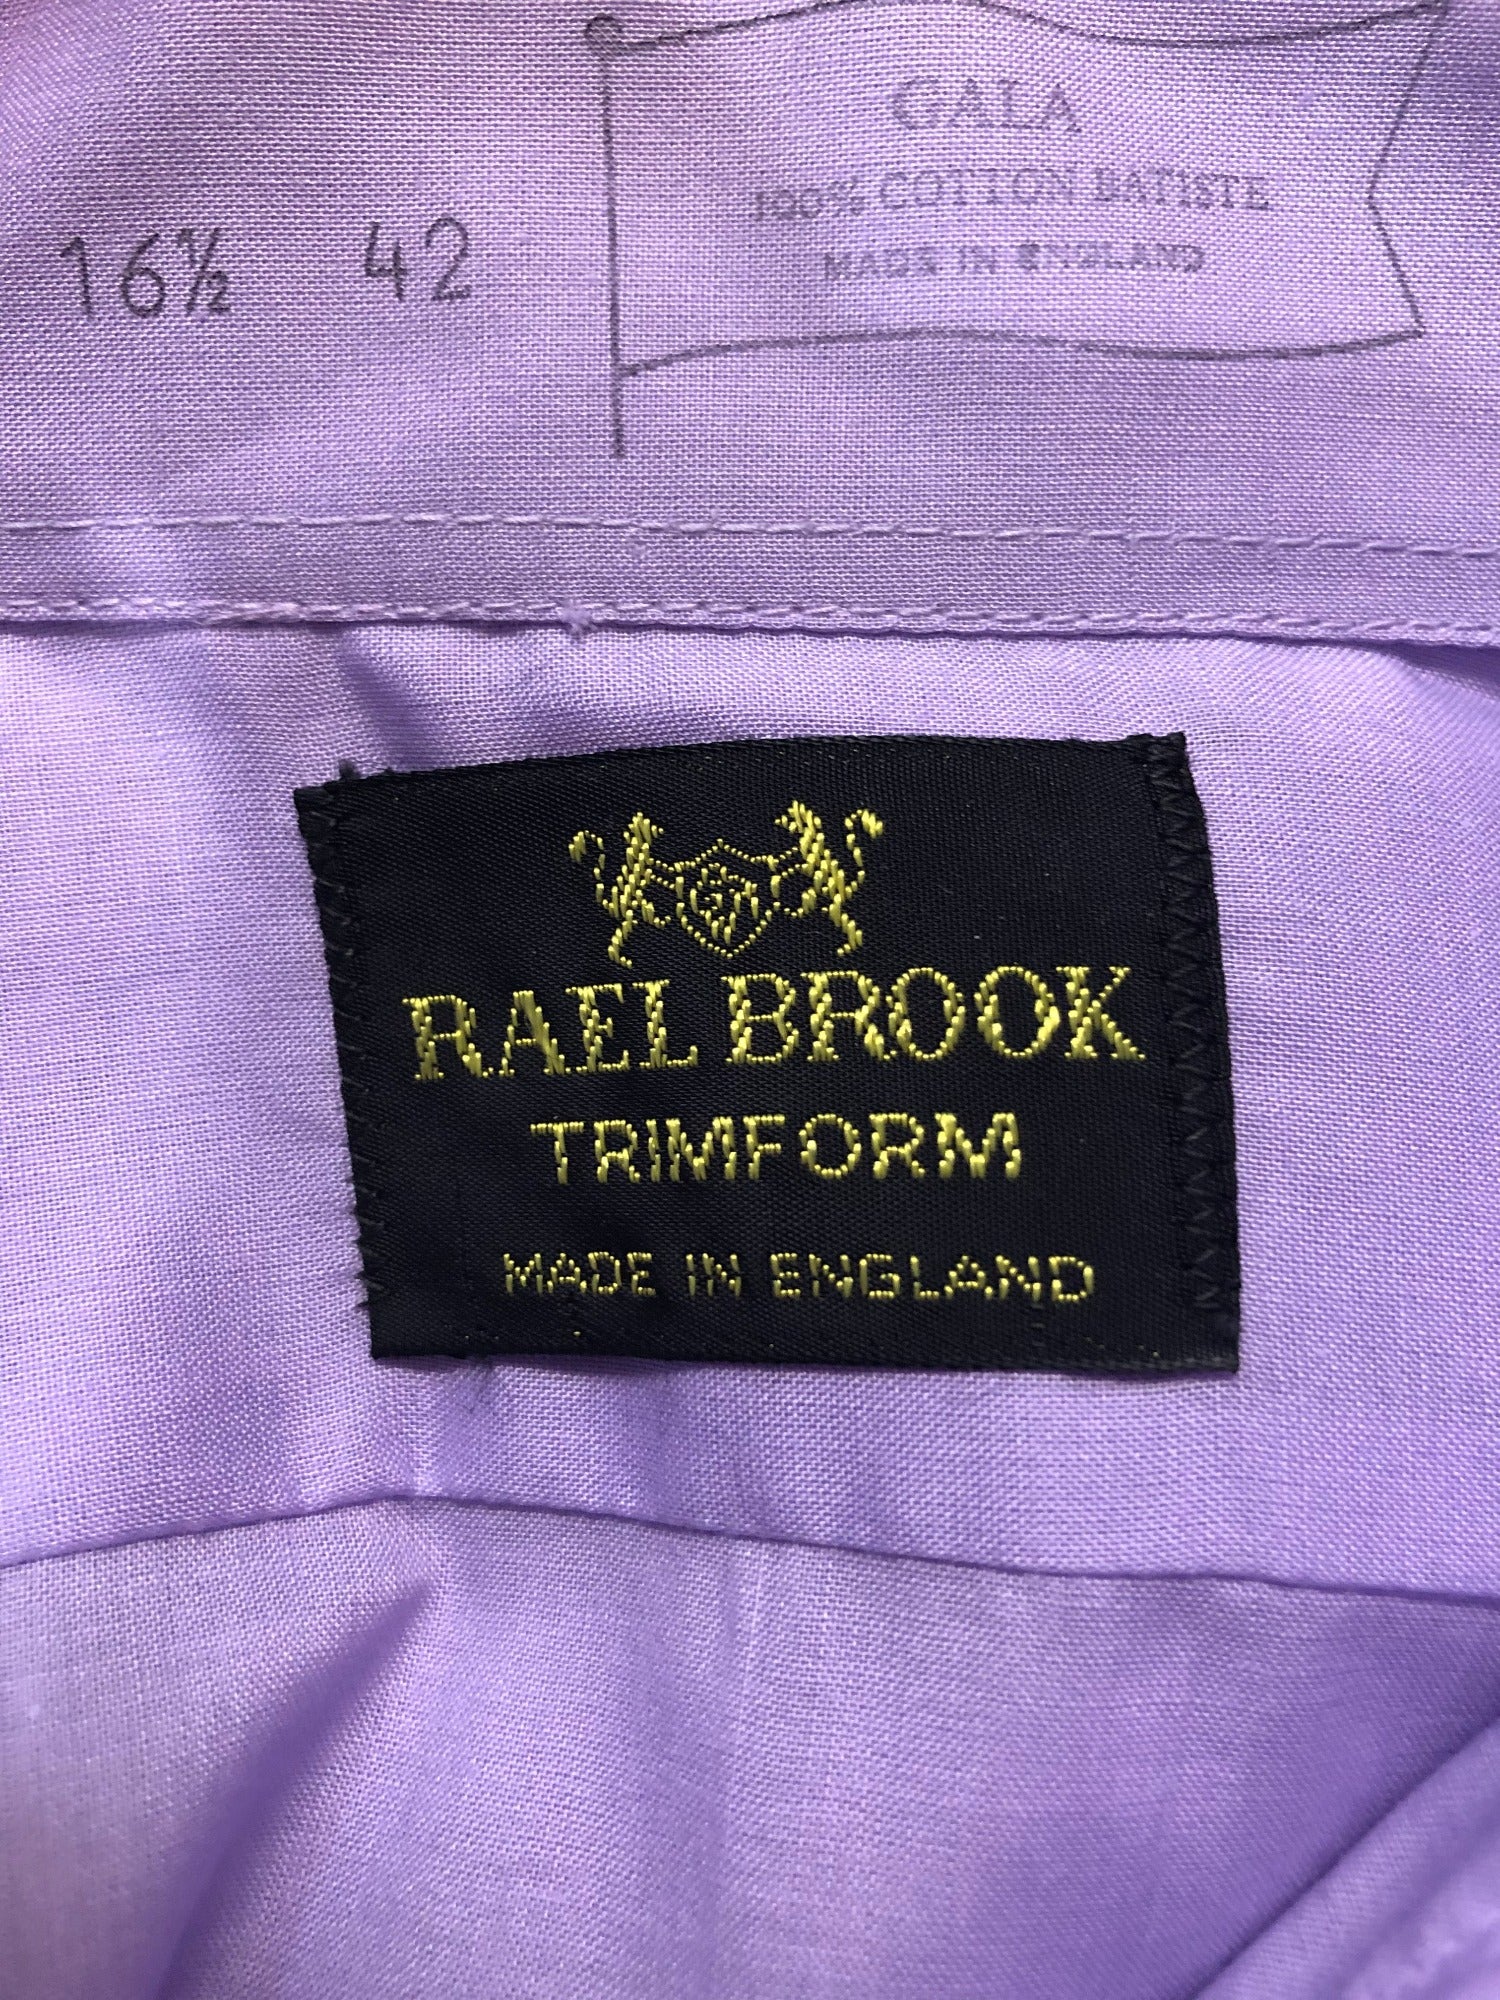 GALA
100% COTTON BATISTE
MADE IN ENGLAND
16½ 42
RAEL BROOK
TRIMFORM
MADE IN ENGLAND